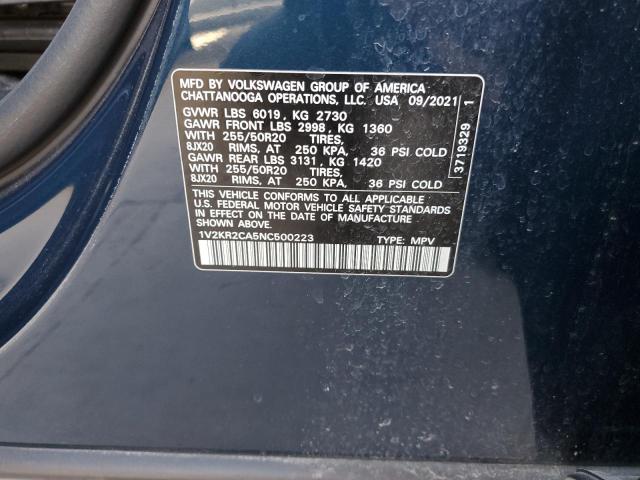 MFD BY VOLKSWAGEN GROUP OF AMERICA
CHATTANOOGA OPERATIONS, LLC. USA 09/2021
GVWR LBS 6019, KG 2730
GAWR FRONT LBS 2998, KG 1360
WITH 255/50R20 TIRES,
8JX20 RIMS, AT 250 KPA, 36 PSI COLD
GAWR REAR LBS 3131, KG 1420
WITH 255/50R20 TIRES,
8JX20 RIMS, AT 250 KPA, 36 PSI COLD
THIS VEHICLE CONFORMS TO ALL APPLICABLE
U.S. FEDERAL MOTOR VEHICLE SAFETY STANDARDS
IN EFFECT ON THE DATE OF MANUFACTURE
SHOWN ABOVE.
1V2KR2CA5NC500223 TYPE: MPV
3719329 1